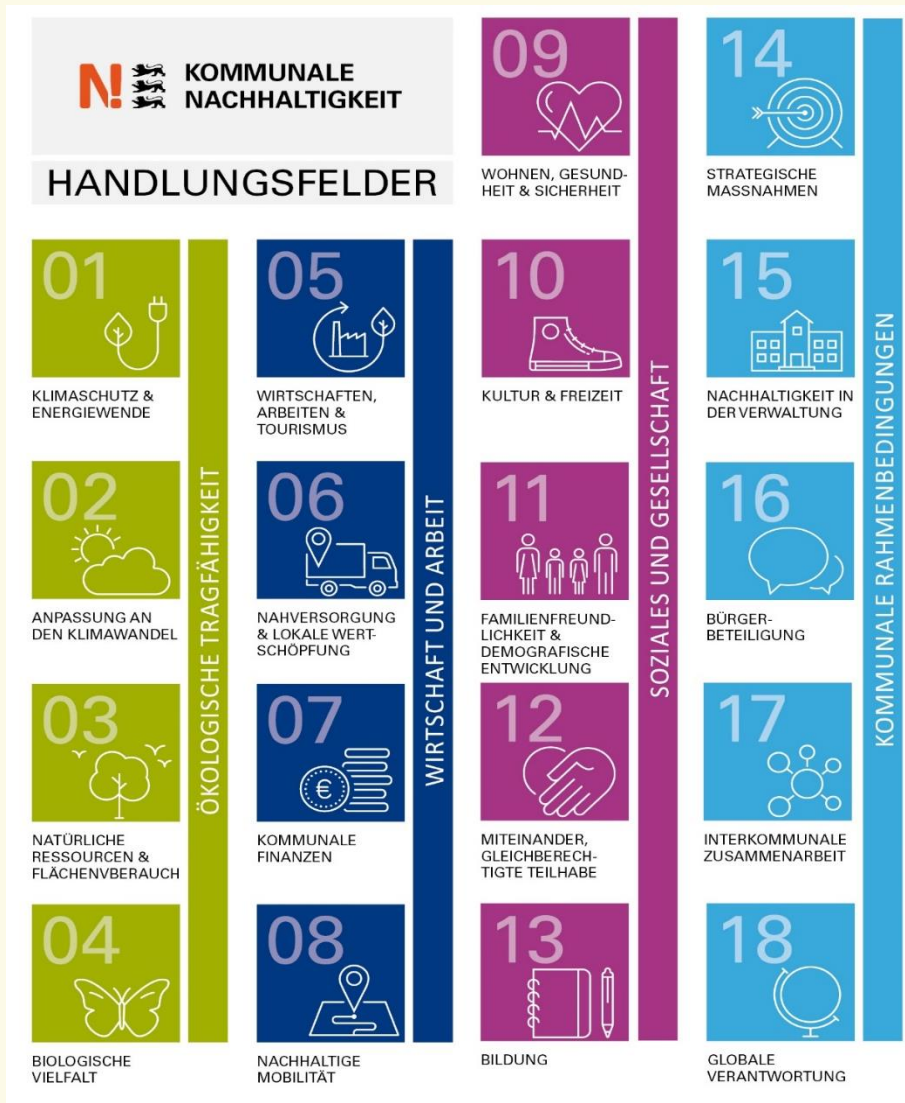 N! KOMMUNALE
NACHHALTIGKEIT
HANDLUNGSFELDER
01
KLIMASCHUTZ &
ENERGIEWENDE
02
ANPASSUNG AN
DEN KLIMAWANDEL
03
NATÜRLICHE
RESSOURCEN &
FLÄCHENVBERAUCH
04
BIOLOGISCHE
VIELFALT
ÖKOLOGISCHE TRAGFÄHIGKEIT
05
WIRTSCHAFTEN,
ARBEITEN &
TOURISMUS
06
NAHVERSORGUNG
& LOKALE WERT-
SCHÖPFUNG
07
€
KOMMUNALE
FINANZEN
08
NACHHALTIGE
MOBILITÄT
WIRTSCHAFT UND ARBEIT
09
WOHNEN, GESUND-
HEIT & SICHERHEIT
10
KULTUR & FREIZEIT
11
FAMILIENFREUND-
LICHKEIT &
DEMOGRAFISCHE
ENTWICKLUNG
12
MITEINANDER,
GLEICHBERECH-
TIGTE TEILHABE
13
BILDUNG
SOZIALES UND GESELLSCHAFT
14
STRATEGISCHE
MASSNAHMEN
15
NACHHALTIGKEIT IN
DER VERWALTUNG
16
BÜRGER-
BETEILIGUNG
17
INTERKOMMUNALE
ZUSAMMENARBEIT
18
GLOBALE
VERANTWORTUNG
KOMMUNALE RAHMENBEDINGUNGEN